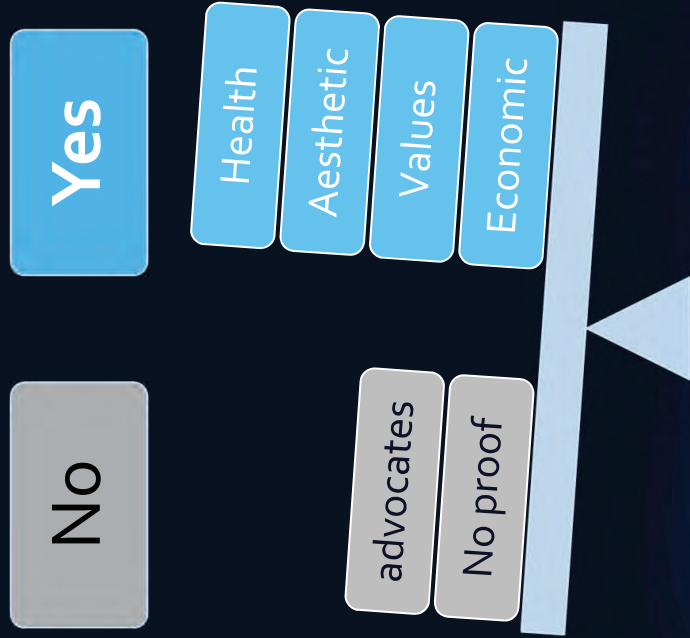 No
Yes
Health
Aesthetic
advocates
Values
No proof
Economic